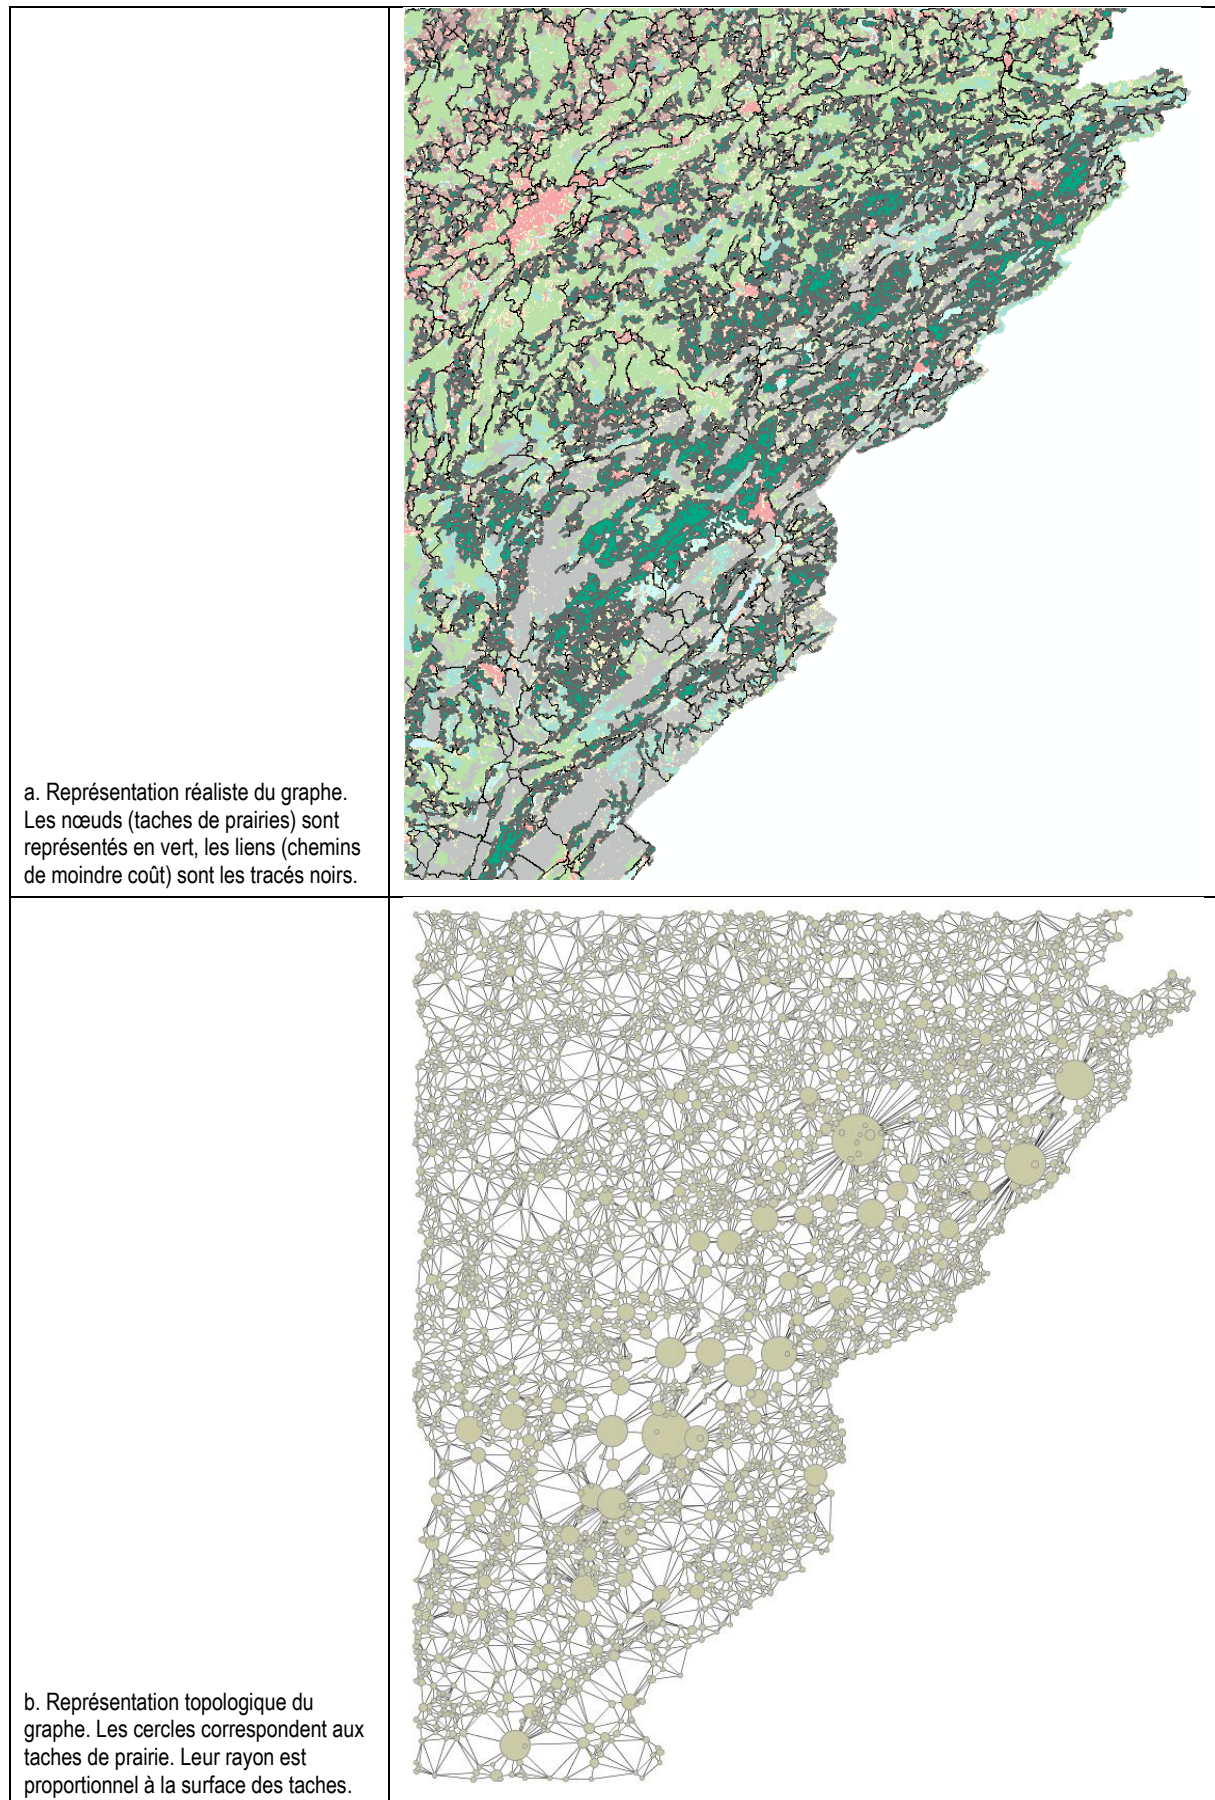 a. Représentation réaliste du graphe.
Les nœuds (taches de prairies) sont
représentés en vert, les liens (chemins
de moindre coût) sont les tracés noirs.
b. Représentation topologique du
graphe. Les cercles correspondent aux
taches de prairie. Leur rayon est
proportionnel à la surface des taches.